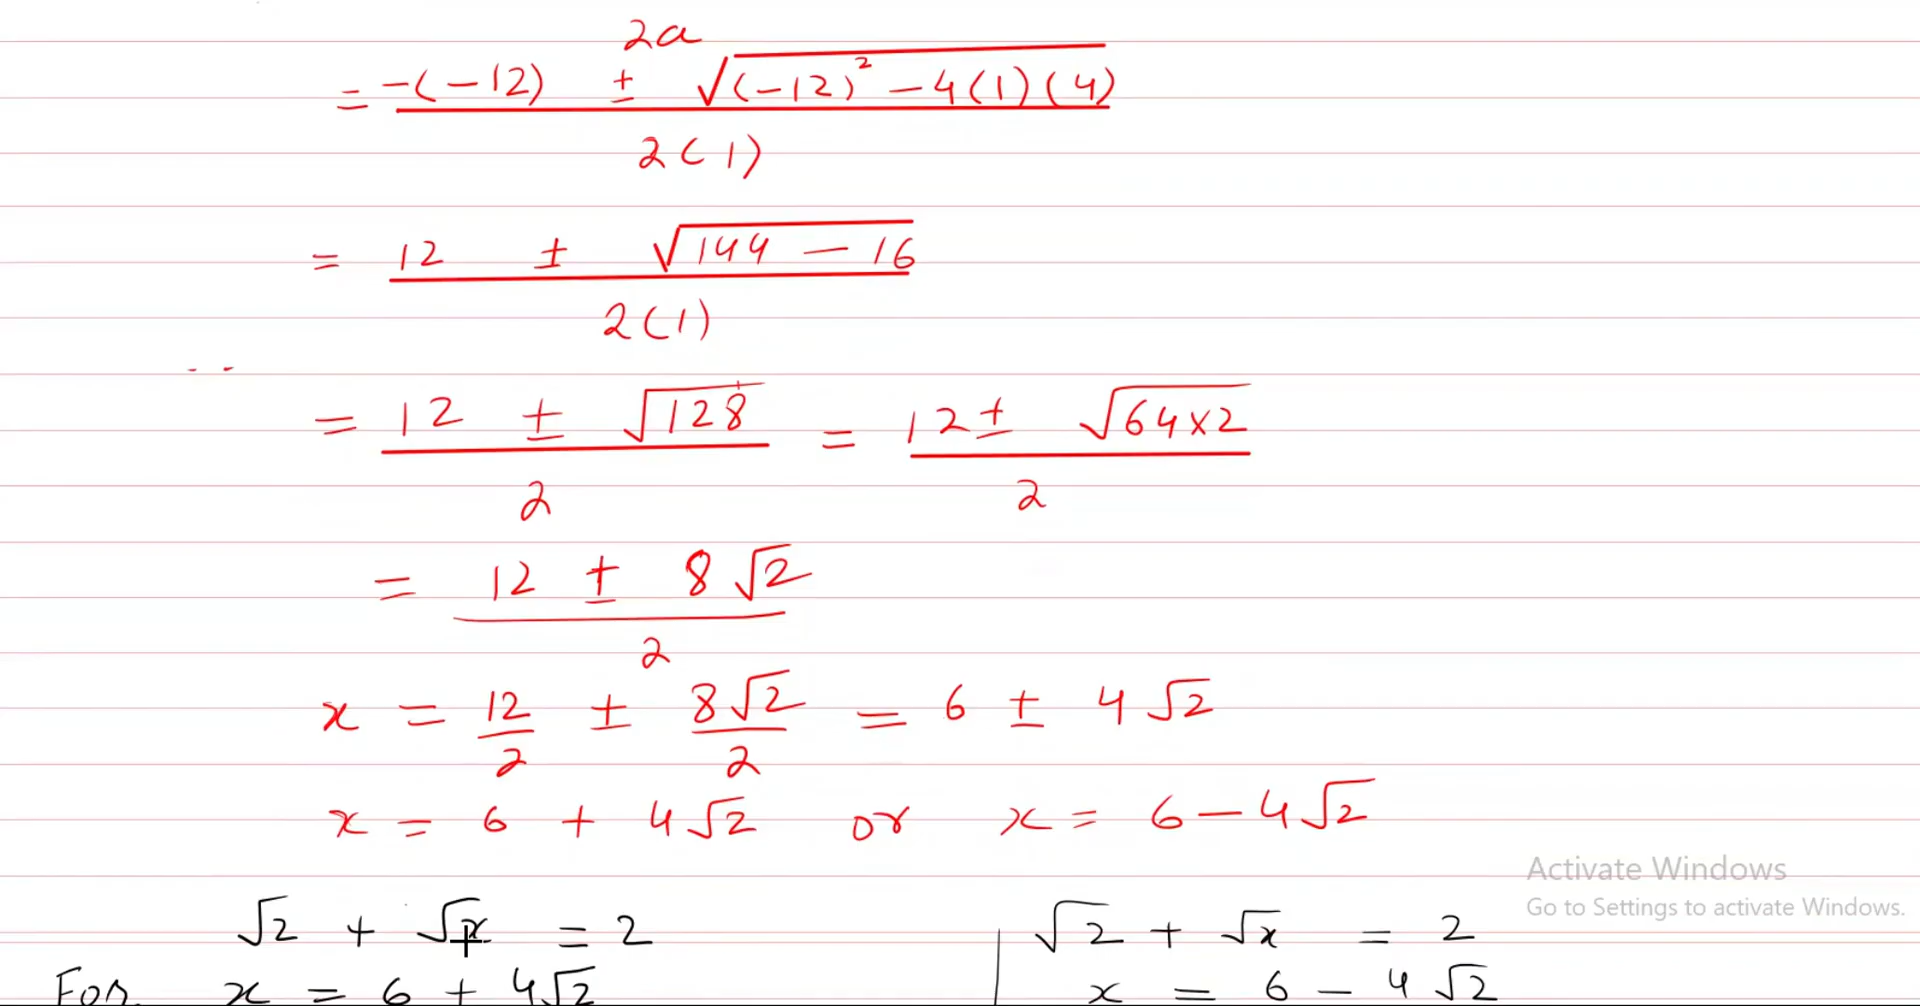 2a
= -(-12) ± √(-12)² - 4(1)(4)
2(1)
= 12 ± √144 - 16
2(1)
= 12 ± √128 = 12 ± √64×2
2 2
= 12 ± 8√2
2
x = 12 ± 8√2 = 6 ± 4√2
2 2
x = 6 + 4√2 or x = 6 - 4√2
Activate Windows
Go to Settings to activate Windows.
√2 + √x = 2 √2 + √x = 2
For x = 6 + 4√2 x = 6 - 4√2